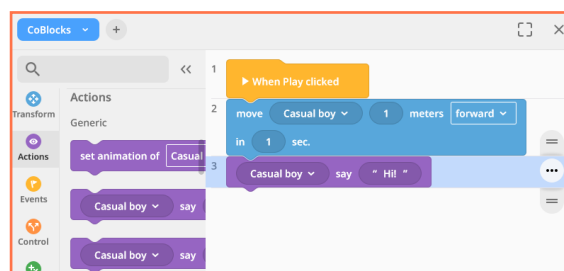 CoBlocks
+
1
When Play clicked
Actions
2
Transform
move Casual boy 1 meters forward
Generic
in 1 sec.
Actions
set animation of Casual
3
Casual boy say " Hi! "
Events
Casual boy say
Control
Casual boy say